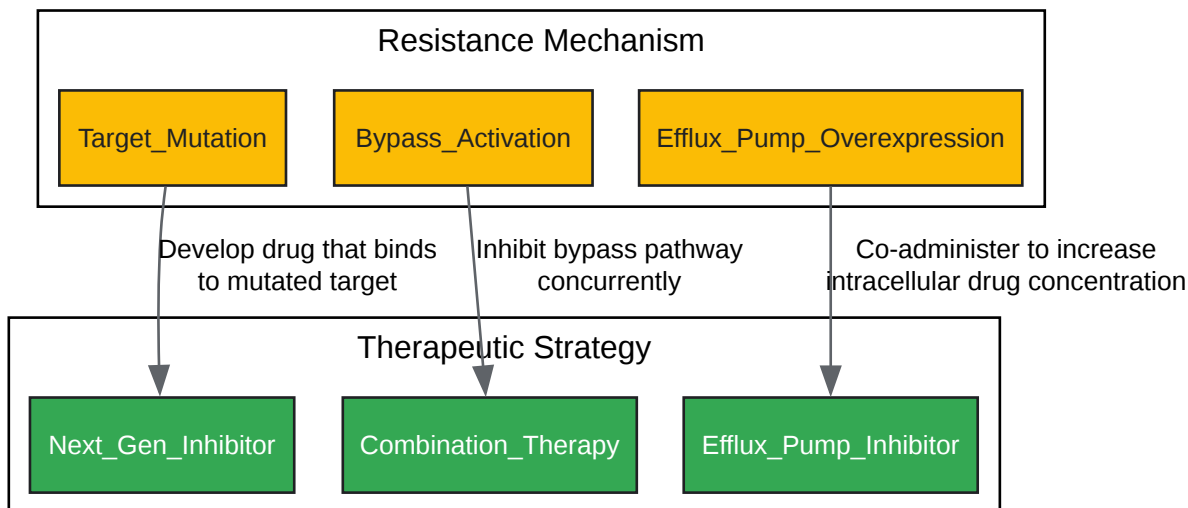 Resistance Mechanism
Target_Mutation
Bypass_Activation
Efflux_Pump_Overexpression
Develop drug that binds
to mutated target
Inhibit bypass pathway
concurrently
Co-administer to increase
intracellular drug concentration
Therapeutic Strategy
Next_Gen_Inhibitor
Combination_Therapy
Efflux_Pump_Inhibitor